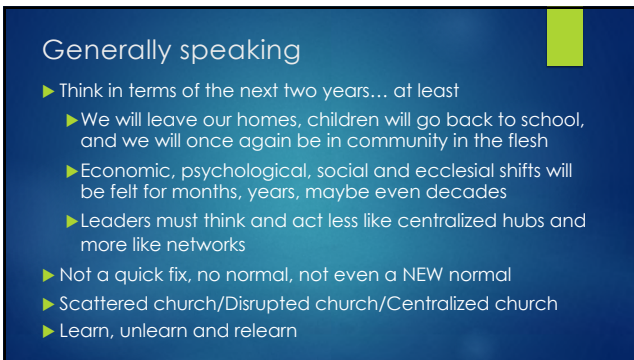 Generally speaking
▶Think in terms of the next two years… at least
▶We will leave our homes, children will go back to school,
and we will once again be in community in the flesh
▶Economic, psychological, social and ecclesial shifts will
be felt for months, years, maybe even decades
▶Leaders must think and act less like centralized hubs and
more like networks
▶Not a quick fix, no normal, not even a NEW normal
▶Scattered church/Disrupted church/Centralized church
▶Learn, unlearn and relearn